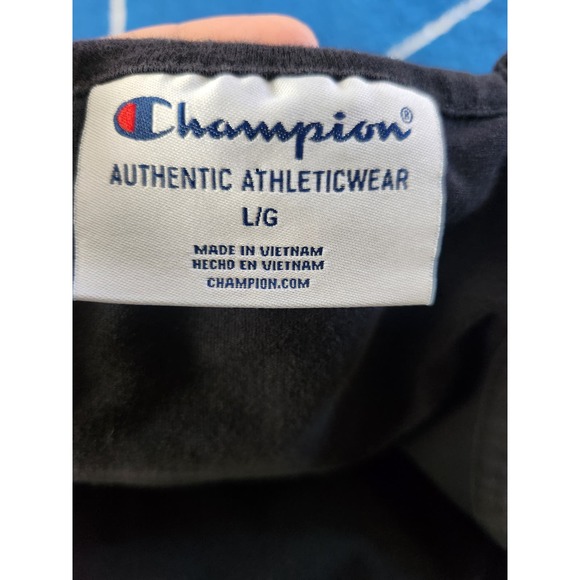 Champion®
AUTHENTIC ATHLETICWEAR
L/G
MADE IN VIETNAM
HECHO EN VIETNAM
CHAMPION.COM